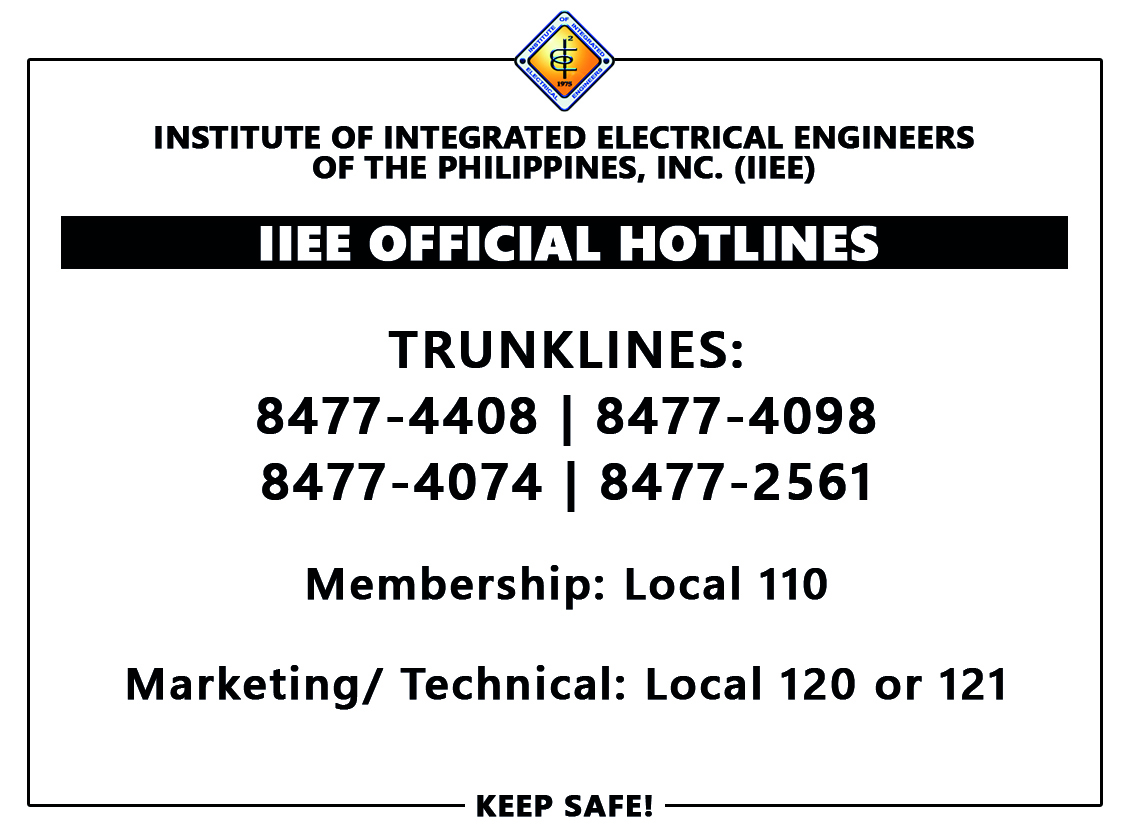 INSTITUTE OF INTEGRATED
ELECTRICAL ENGINEERS
1975
INSTITUTE OF INTEGRATED ELECTRICAL ENGINEERS
OF THE PHILIPPINES, INC. (IIEE)
IIEE OFFICIAL HOTLINES
TRUNKLINES:
8477-4408 | 8477-4098
8477-4074 | 8477-2561
Membership: Local 110
Marketing/ Technical: Local 120 or 121
KEEP SAFE!